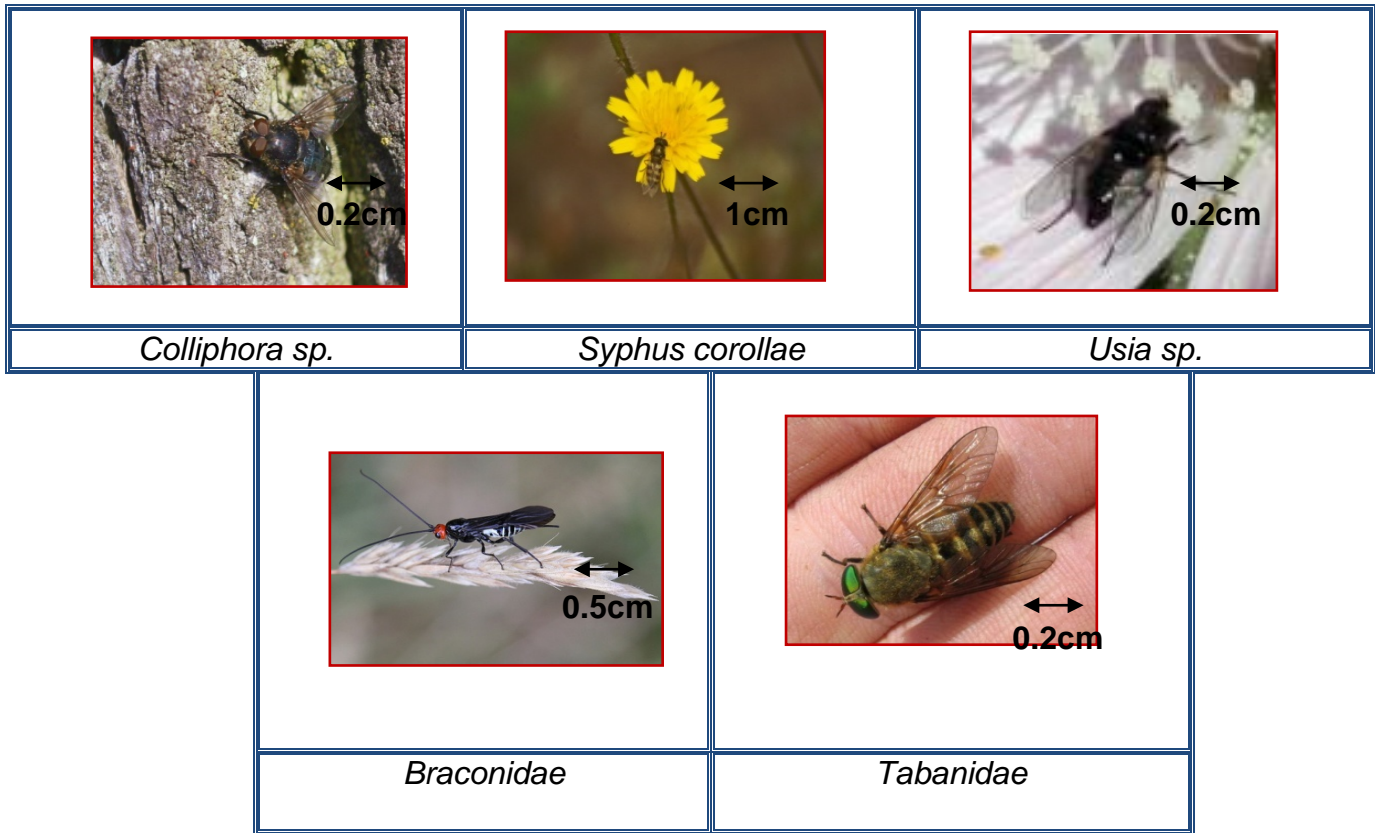 0.2cm
1cm
0.2cm
Colliphora sp.
Syphus corollae
Usia sp.
0.5cm
0.2cm
Braconidae
Tabanidae